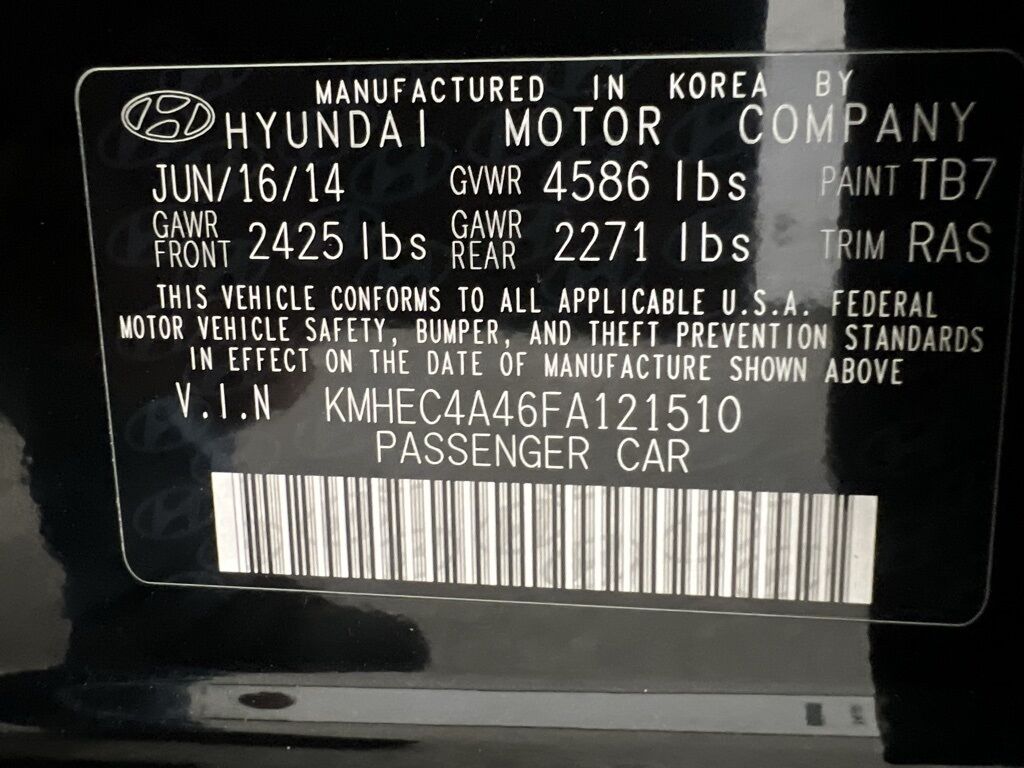 MANUFACTURED IN KOREA BY
HYUNDAI MOTOR COMPANY
JUN/16/14 GVWR 4586 lbs PAINT TB7
GAWR FRONT 2425 lbs GAWR REAR 2271 lbs TRIM RAS
THIS VEHICLE CONFORMS TO ALL APPLICABLE U.S.A. FEDERAL
MOTOR VEHICLE SAFETY, BUMPER, AND THEFT PREVENTION STANDARDS
IN EFFECT ON THE DATE OF MANUFACTURE SHOWN ABOVE
V.I.N KMHEC4A46FA121510
PASSENGER CAR